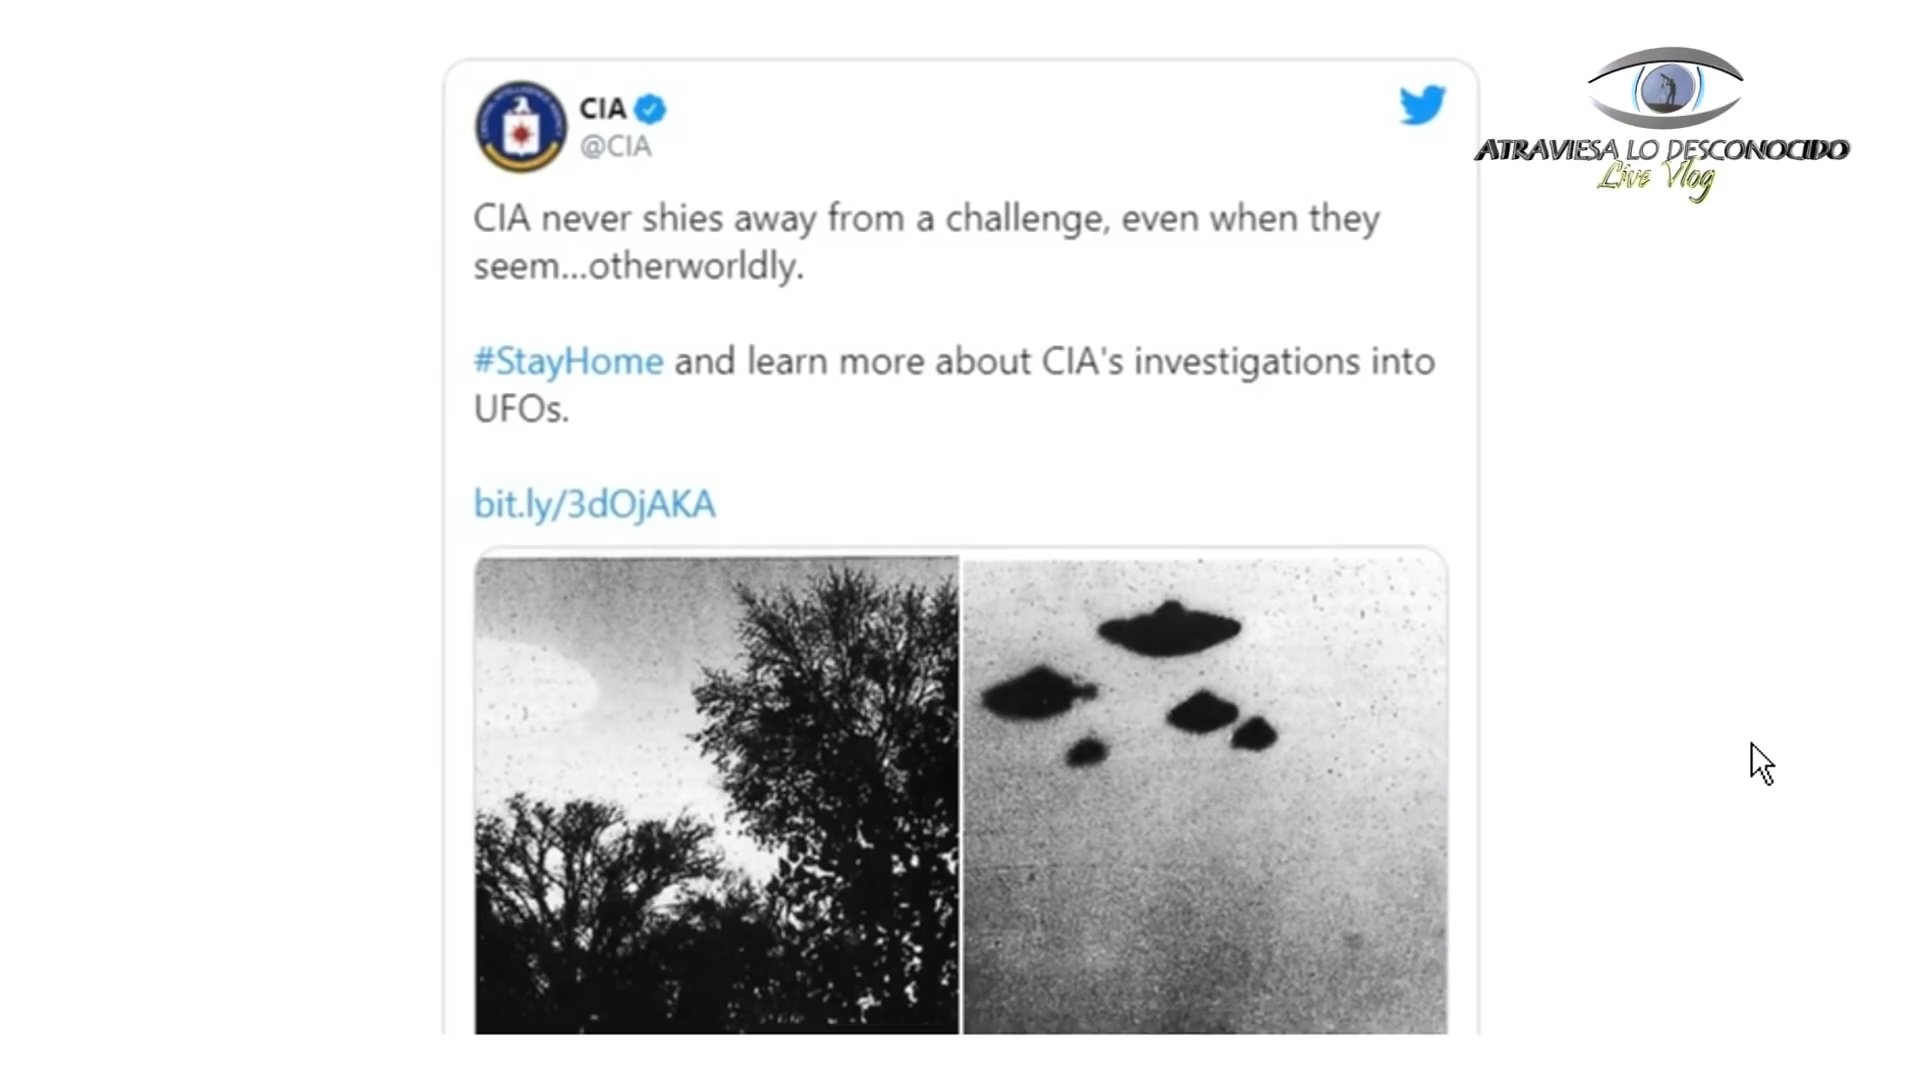 CIA
@CIA
ATRAVIESA LO DESCONOCIDO
Live Vlog
CIA never shies away from a challenge, even when they
seem...otherworldly.
#StayHome and learn more about CIA's investigations into
UFOs.
bit.ly/3dOjAKA